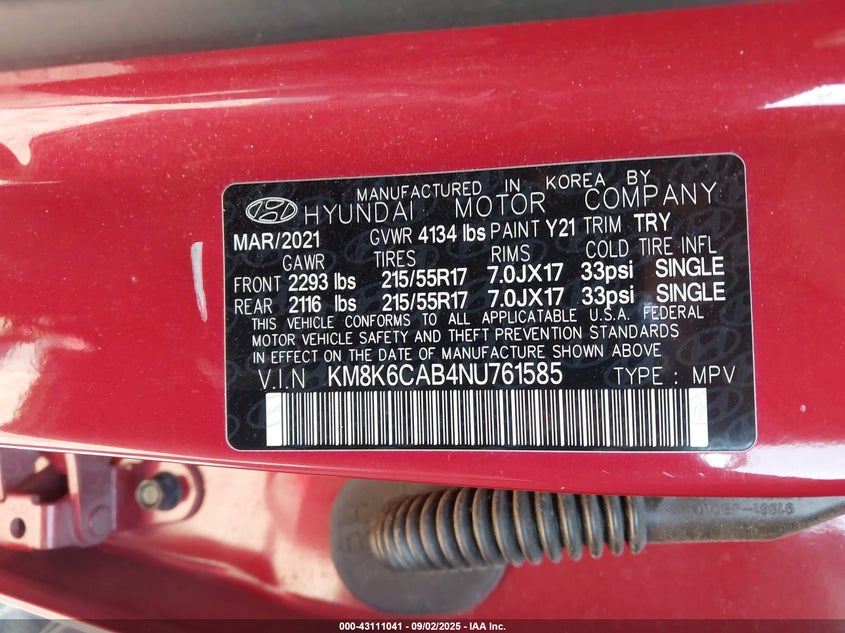 MANUFACTURED IN KOREA BY
HYUNDAI MOTOR COMPANY
MAR/2021 GVWR 4134 lbs PAINT Y21 TRIM TRY
GAWR TIRES RIMS COLD TIRE INFL
FRONT 2293 lbs 215/55R17 7.0JX17 33psi SINGLE
REAR 2116 lbs 215/55R17 7.0JX17 33psi SINGLE
THIS VEHICLE CONFORMS TO ALL APPLICATABLE U.S.A. FEDERAL
MOTOR VEHICLE SAFETY AND THEFT PREVENTION STANDARDS
IN EFFECT ON THE DATE OF MANUFACTURE SHOWN ABOVE
V.I.N KM8K6CAB4NU761585 TYPE : MPV
000-43111041 / 09/02/2025 - IAA Inc.